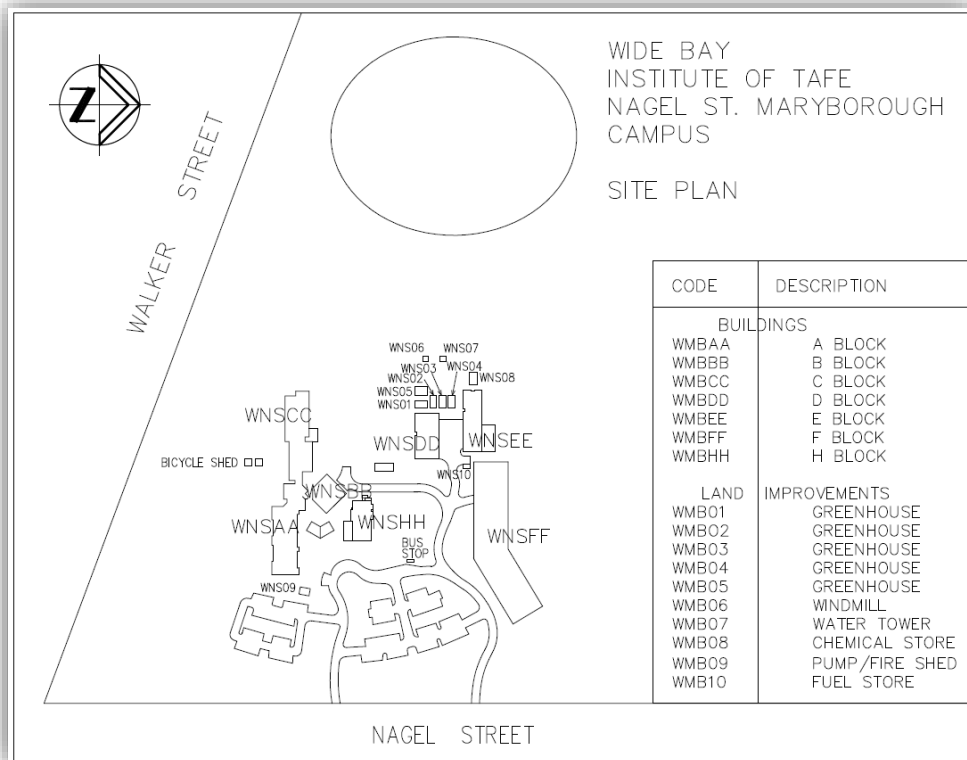 WIDE BAY
INSTITUTE OF TAFE
NAGEL ST. MARYBOROUGH
CAMPUS
SITE PLAN
Z
WALKER STREET
CODE DESCRIPTION
BUILDINGS
WMBAA A BLOCK
WMBBB B BLOCK
WMBCC C BLOCK
WMBDD D BLOCK
WMBEE E BLOCK
WMBFF F BLOCK
WMBHH H BLOCK
LAND IMPROVEMENTS
WMB01 GREENHOUSE
WMB02 GREENHOUSE
WMB03 GREENHOUSE
WMB04 GREENHOUSE
WMB05 GREENHOUSE
WMB06 WINDMILL
WMB07 WATER TOWER
WMB08 CHEMICAL STORE
WMB09 PUMP/FIRE SHED
WMB10 FUEL STORE
WNS06 WNS07
WNS03 WNS04
WNS02 WNS08
WNS05
WNS01
WNSCC
WNSDD
WNSEE
BICYCLE SHED
WNS10
WNSBB
WNSAA
WNSHH
WNSFF
BUS
STOP
WNS09
NAGEL STREET